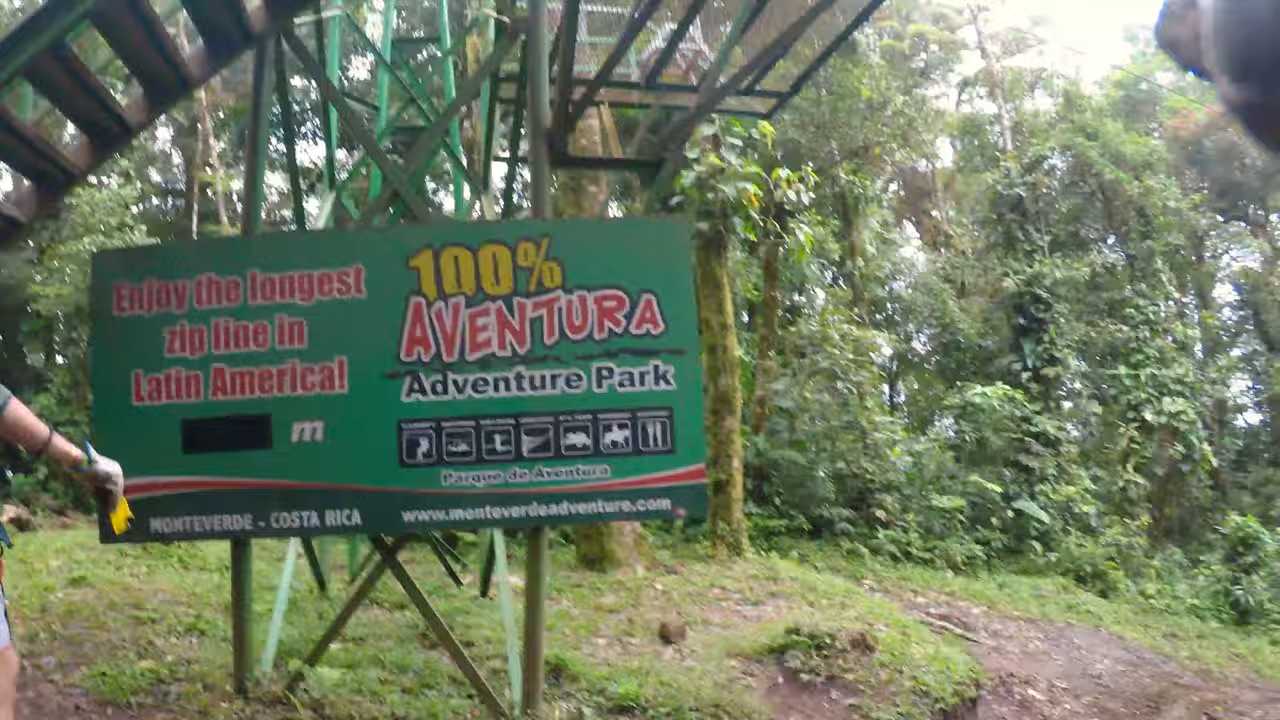 Enjoy the longest
zip line in
Latin America!
m
100%
AVENTURA
Adventure Park
Parque de Aventura
MONTEVERDE - COSTA RICA
www.monteverdeadventure.com